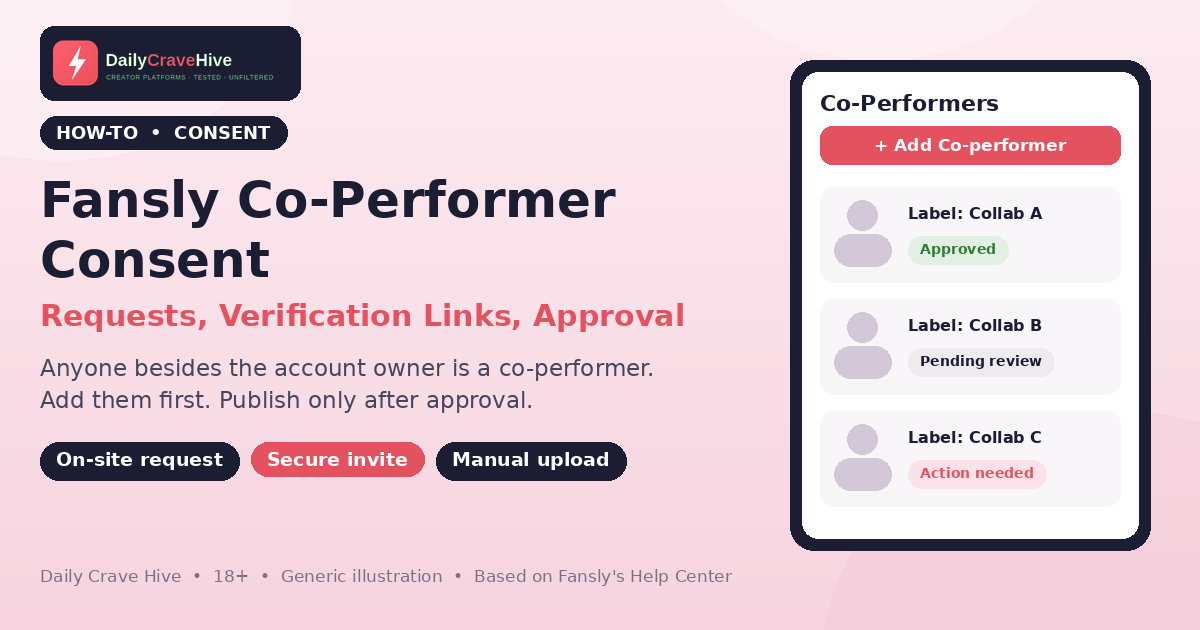 DailyCraveHive
CREATOR PLATFORMS · TESTED · UNFILTERED
HOW-TO • CONSENT
Fansly Co-Performer
Consent
Requests, Verification Links, Approval
Anyone besides the account owner is a co-performer.
Add them first. Publish only after approval.
On-site request
Secure invite
Manual upload
Co-Performers
+ Add Co-performer
Label: Collab A
Approved
Label: Collab B
Pending review
Label: Collab C
Action needed
Daily Crave Hive • 18+ • Generic illustration • Based on Fansly's Help Center